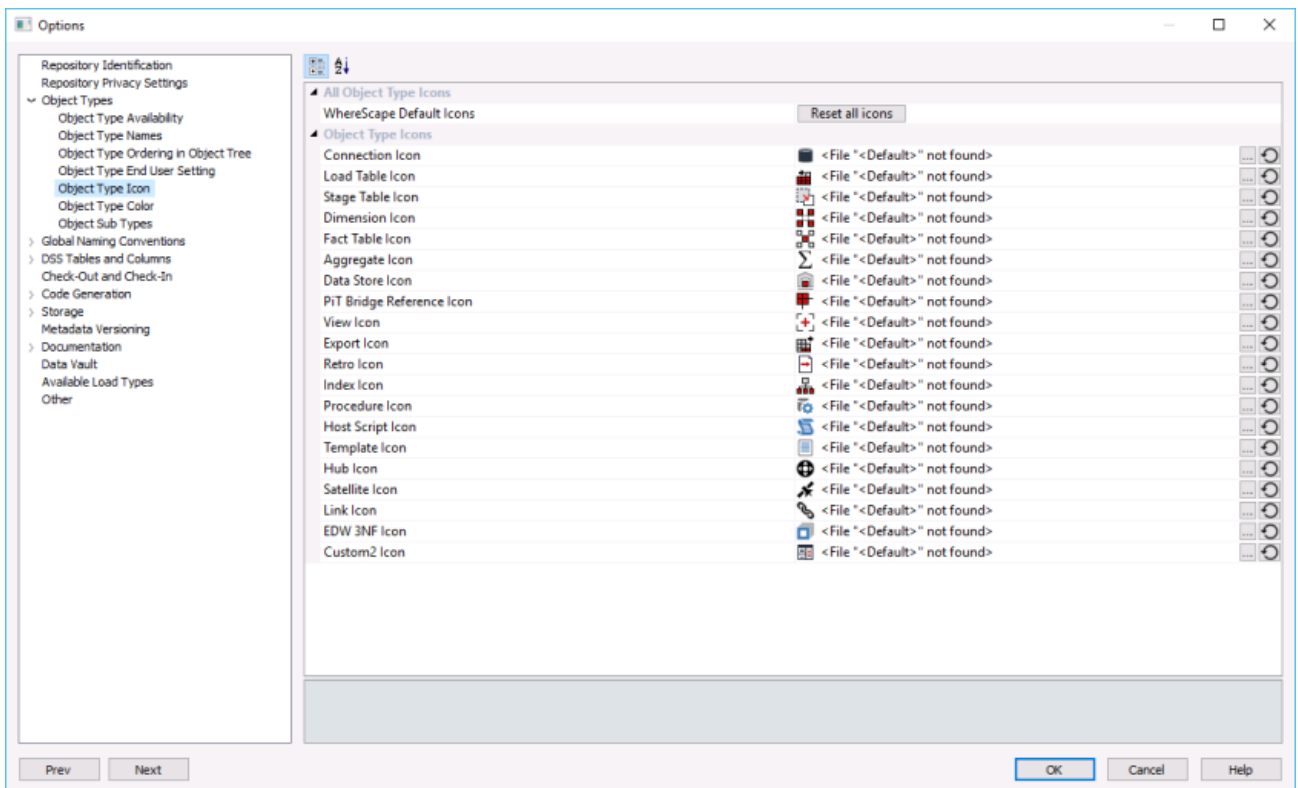 Options
Repository Identification
Repository Privacy Settings
Object Types
Object Type Availability
Object Type Names
Object Type Ordering in Object Tree
Object Type End User Setting
Object Type Icon
Object Type Color
Object Sub Types
Global Naming Conventions
DSS Tables and Columns
Check-Out and Check-In
Code Generation
Storage
Metadata Versioning
Documentation
Data Vault
Available Load Types
Other
All Object Type Icons
WhereScape Default Icons Reset all icons
Object Type Icons
Connection Icon <File "<Default>" not found> ...
Load Table Icon <File "<Default>" not found> ...
Stage Table Icon <File "<Default>" not found> ...
Dimension Icon <File "<Default>" not found> ...
Fact Table Icon <File "<Default>" not found> ...
Aggregate Icon <File "<Default>" not found> ...
Data Store Icon <File "<Default>" not found> ...
PiT Bridge Reference Icon <File "<Default>" not found> ...
View Icon <File "<Default>" not found> ...
Export Icon <File "<Default>" not found> ...
Retro Icon <File "<Default>" not found> ...
Index Icon <File "<Default>" not found> ...
Procedure Icon <File "<Default>" not found> ...
Host Script Icon <File "<Default>" not found> ...
Template Icon <File "<Default>" not found> ...
Hub Icon <File "<Default>" not found> ...
Satellite Icon <File "<Default>" not found> ...
Link Icon <File "<Default>" not found> ...
EDW 3NF Icon <File "<Default>" not found> ...
Custom2 Icon <File "<Default>" not found> ...
Prev Next OK Cancel Help